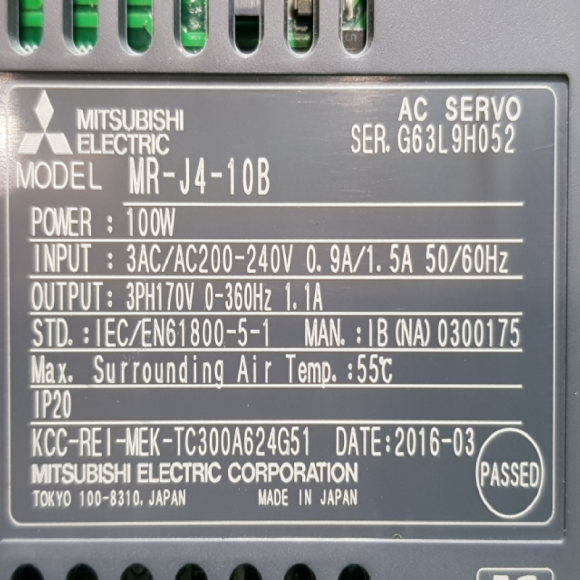 MITSUBISHI ELECTRIC
AC SERVO
SER. G63L9H052
MODEL MR-J4-10B
POWER : 100W
INPUT : 3AC/AC200-240V 0.9A/1.5A 50/60Hz
OUTPUT: 3PH170V 0-360Hz 1.1A
STD.:IEC/EN61800-5-1 MAN.:IB(NA)0300175
Max. Surrounding Air Temp.:55℃
IP20
KCC-REI-MEK-TC300A624G51 DATE:2016-03
MITSUBISHI ELECTRIC CORPORATION
TOKYO 100-8310, JAPAN MADE IN JAPAN
PASSED